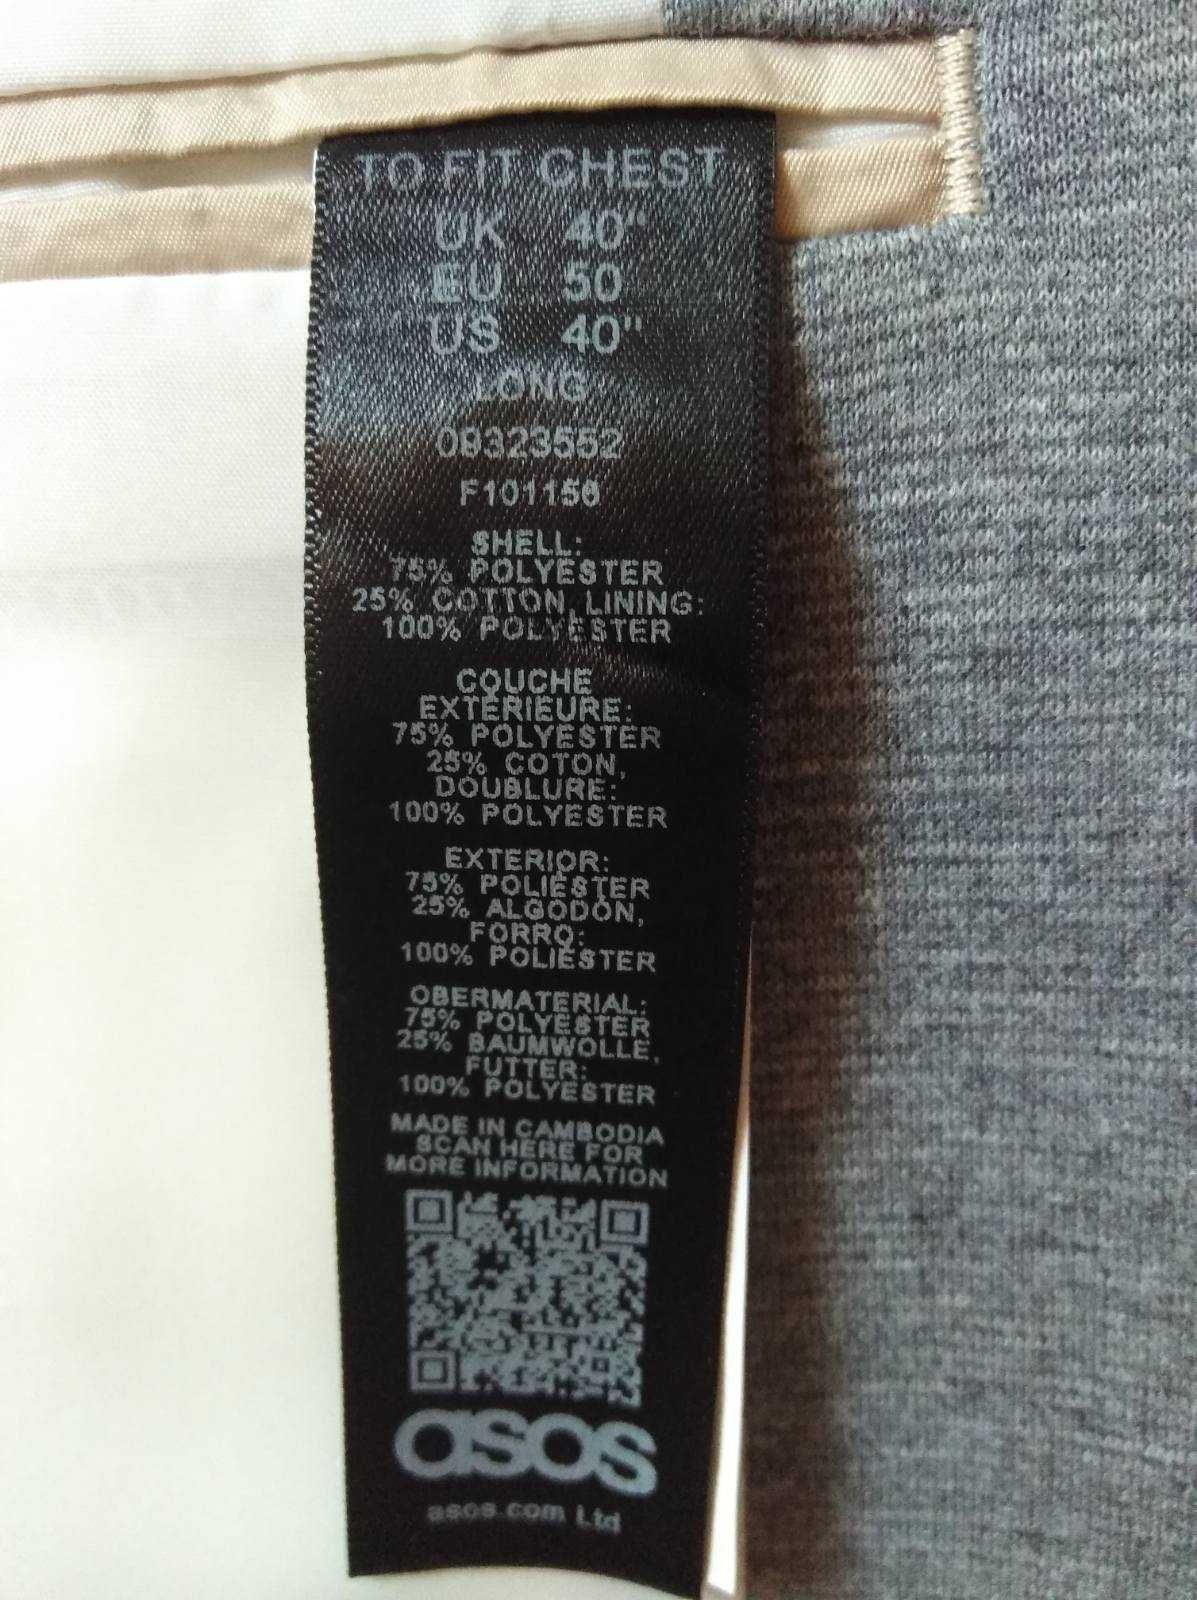 TO FIT CHEST
UK 40"
EU 50
US 40"
LONG
08323552
F101156
SHELL:
75% POLYESTER
25% COTTON, LINING:
100% POLYESTER
COUCHE
EXTÉRIEURE:
75% POLYESTER
25% COTON,
DOUBLURE:
100% POLYESTER
EXTERIOR:
75% POLIÉSTER
25% ALGODÓN,
FORRO:
100% POLIÉSTER
OBERMATERIAL:
75% POLYESTER
25% BAUMWOLLE,
FUTTER:
100% POLYESTER
MADE IN CAMBODIA
SCAN HERE FOR
MORE INFORMATION
asos
asos.com Ltd